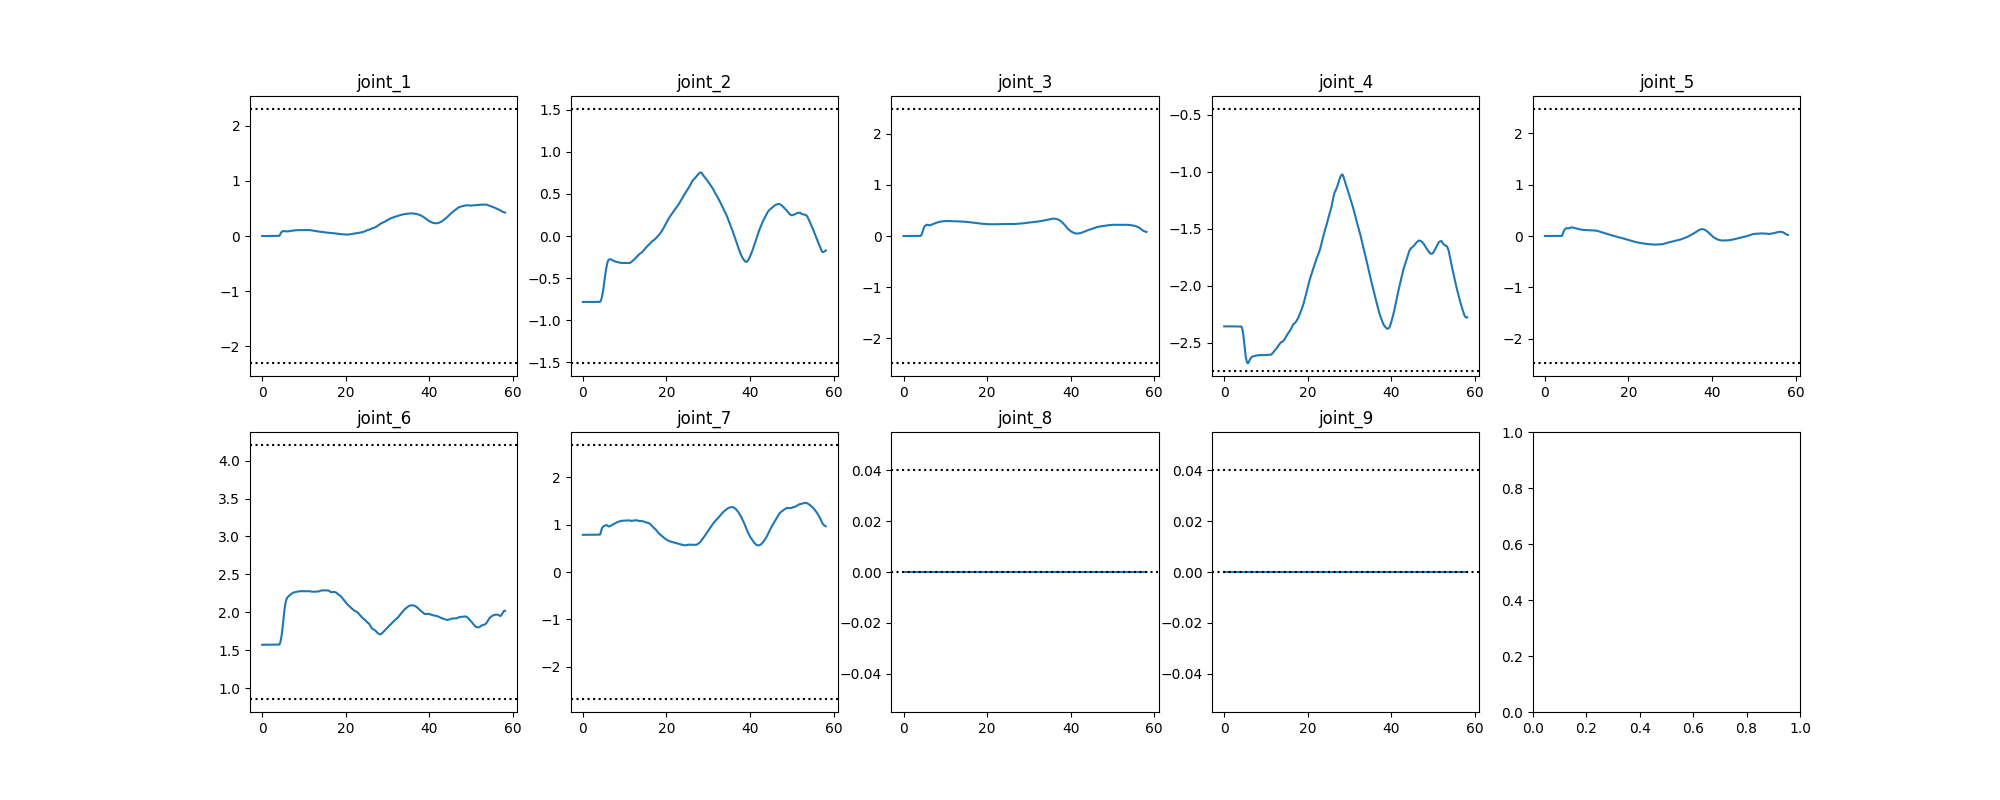 joint_1 joint_2 joint_3 joint_4 joint_5
2 1 0 −1 −2
0 20 40 60
1.5 1.0 0.5 0.0 −0.5 −1.0 −1.5
0 20 40 60
2 1 0 −1 −2
0 20 40 60
−0.5 −1.0 −1.5 −2.0 −2.5
0 20 40 60
2 1 0 −1 −2
0 20 40 60
joint_6 joint_7 joint_8 joint_9
4.0 3.5 3.0 2.5 2.0 1.5 1.0
0 20 40 60
2 1 0 −1 −2
0 20 40 60
0.04 0.02 0.00 −0.02 −0.04
0 20 40 60
0.04 0.02 0.00 −0.02 −0.04
0 20 40 60
1.0 0.8 0.6 0.4 0.2 0.0
0.0 0.2 0.4 0.6 0.8 1.0